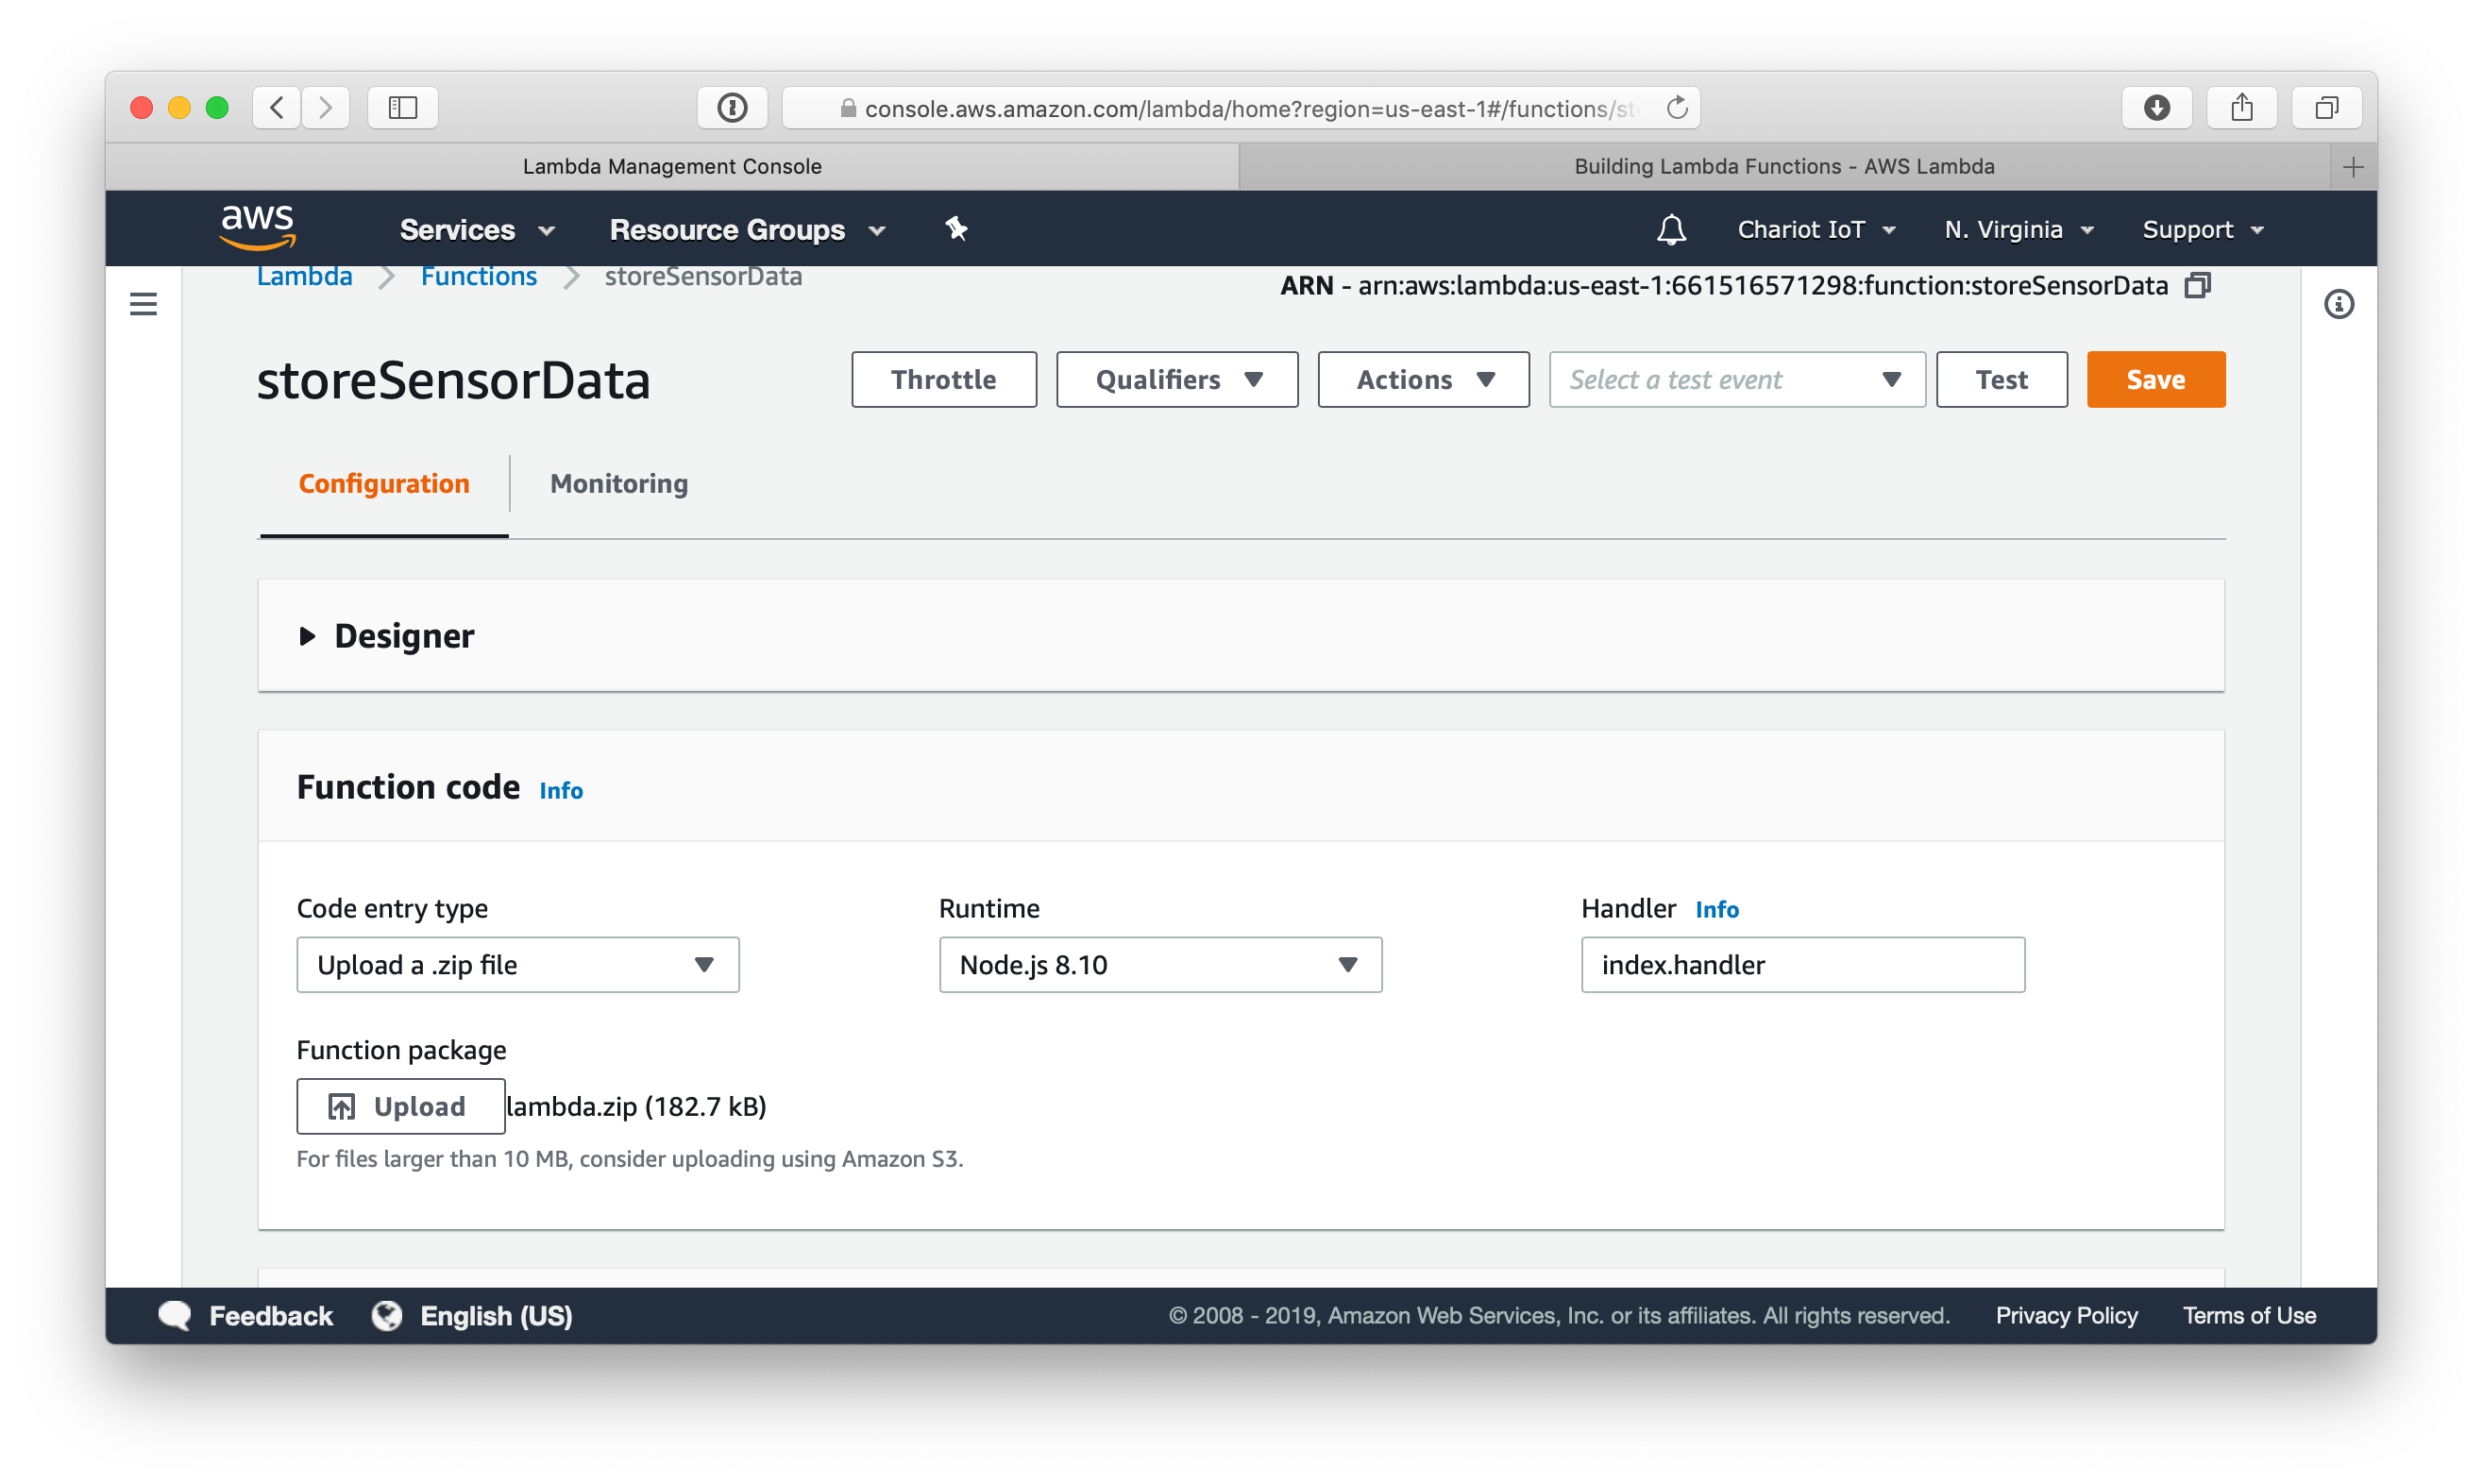 console.aws.amazon.com/lambda/home?region=us-east-1#/functions/st
Lambda Management Console
Building Lambda Functions - AWS Lambda
aws
Services
Resource Groups
Chariot IoT
N. Virginia
Support
Lambda
Functions
storeSensorData
ARN - arn:aws:lambda:us-east-1:661516571298:function:storeSensorData
storeSensorData
Throttle
Qualifiers
Actions
Select a test event
Test
Save
Configuration
Monitoring
Designer
Function code Info
Code entry type
Runtime
Handler Info
Upload a .zip file
Node.js 8.10
index.handler
Function package
Upload
lambda.zip (182.7 kB)
For files larger than 10 MB, consider uploading using Amazon S3.
Feedback
English (US)
© 2008 - 2019, Amazon Web Services, Inc. or its affiliates. All rights reserved.
Privacy Policy
Terms of Use